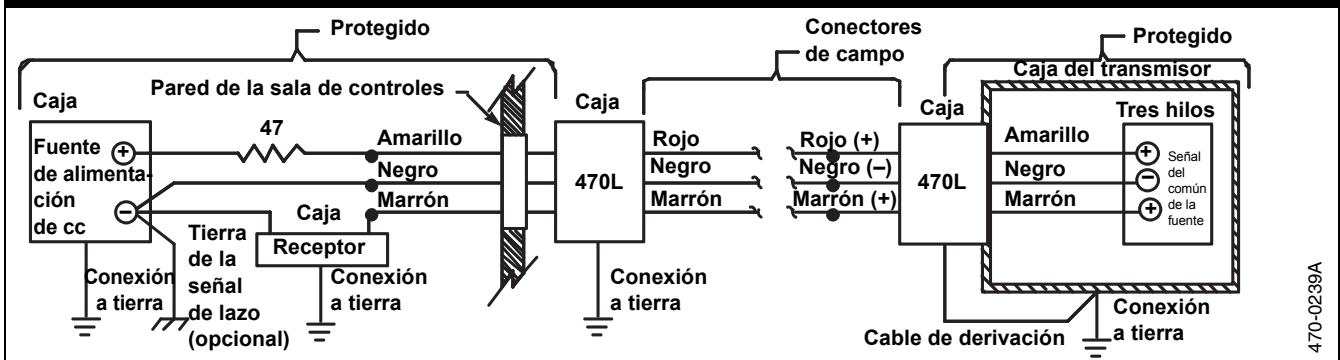 Protegido
Conectores
de campo
Protegido
Caja del transmisor
Pared de la sala de controles
Caja
Caja
Caja
Tres hilos
47
Amarillo
Rojo
Rojo (+)
Amarillo
Fuente
de alimenta-
ción
de cc
+
−
Negro
Negro
Negro (–)
Negro
Marrón
Marrón
Marrón (+)
Marrón
470L
470L
+
−
+
Señal
del
común
de la
fuente
Caja
Receptor
Tierra
de la
señal
de lazo
(opcional)
Conexión
a tierra
Conexión
a tierra
Conexión
a tierra
Cable de derivación
Conexión
a tierra
470-0239A